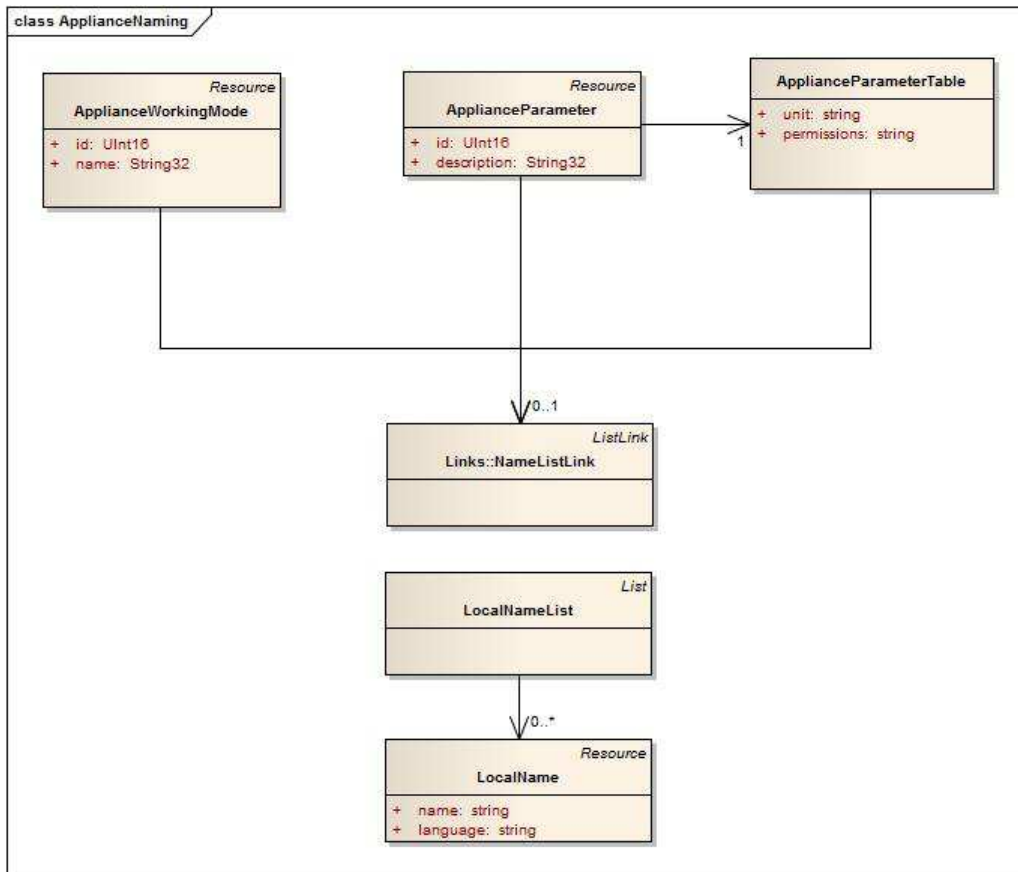 class ApplianceNaming
Resource
ApplianceWorkingMode
+ id: UInt16
+ name: String32
Resource
ApplianceParameter
+ id: UInt16
+ description: String32
1
ApplianceParameterTable
+ unit: string
+ permissions: string
0..1
ListLink
Links::NameListLink
List
LocalNameList
0..*
Resource
LocalName
+ name: string
+ language: string